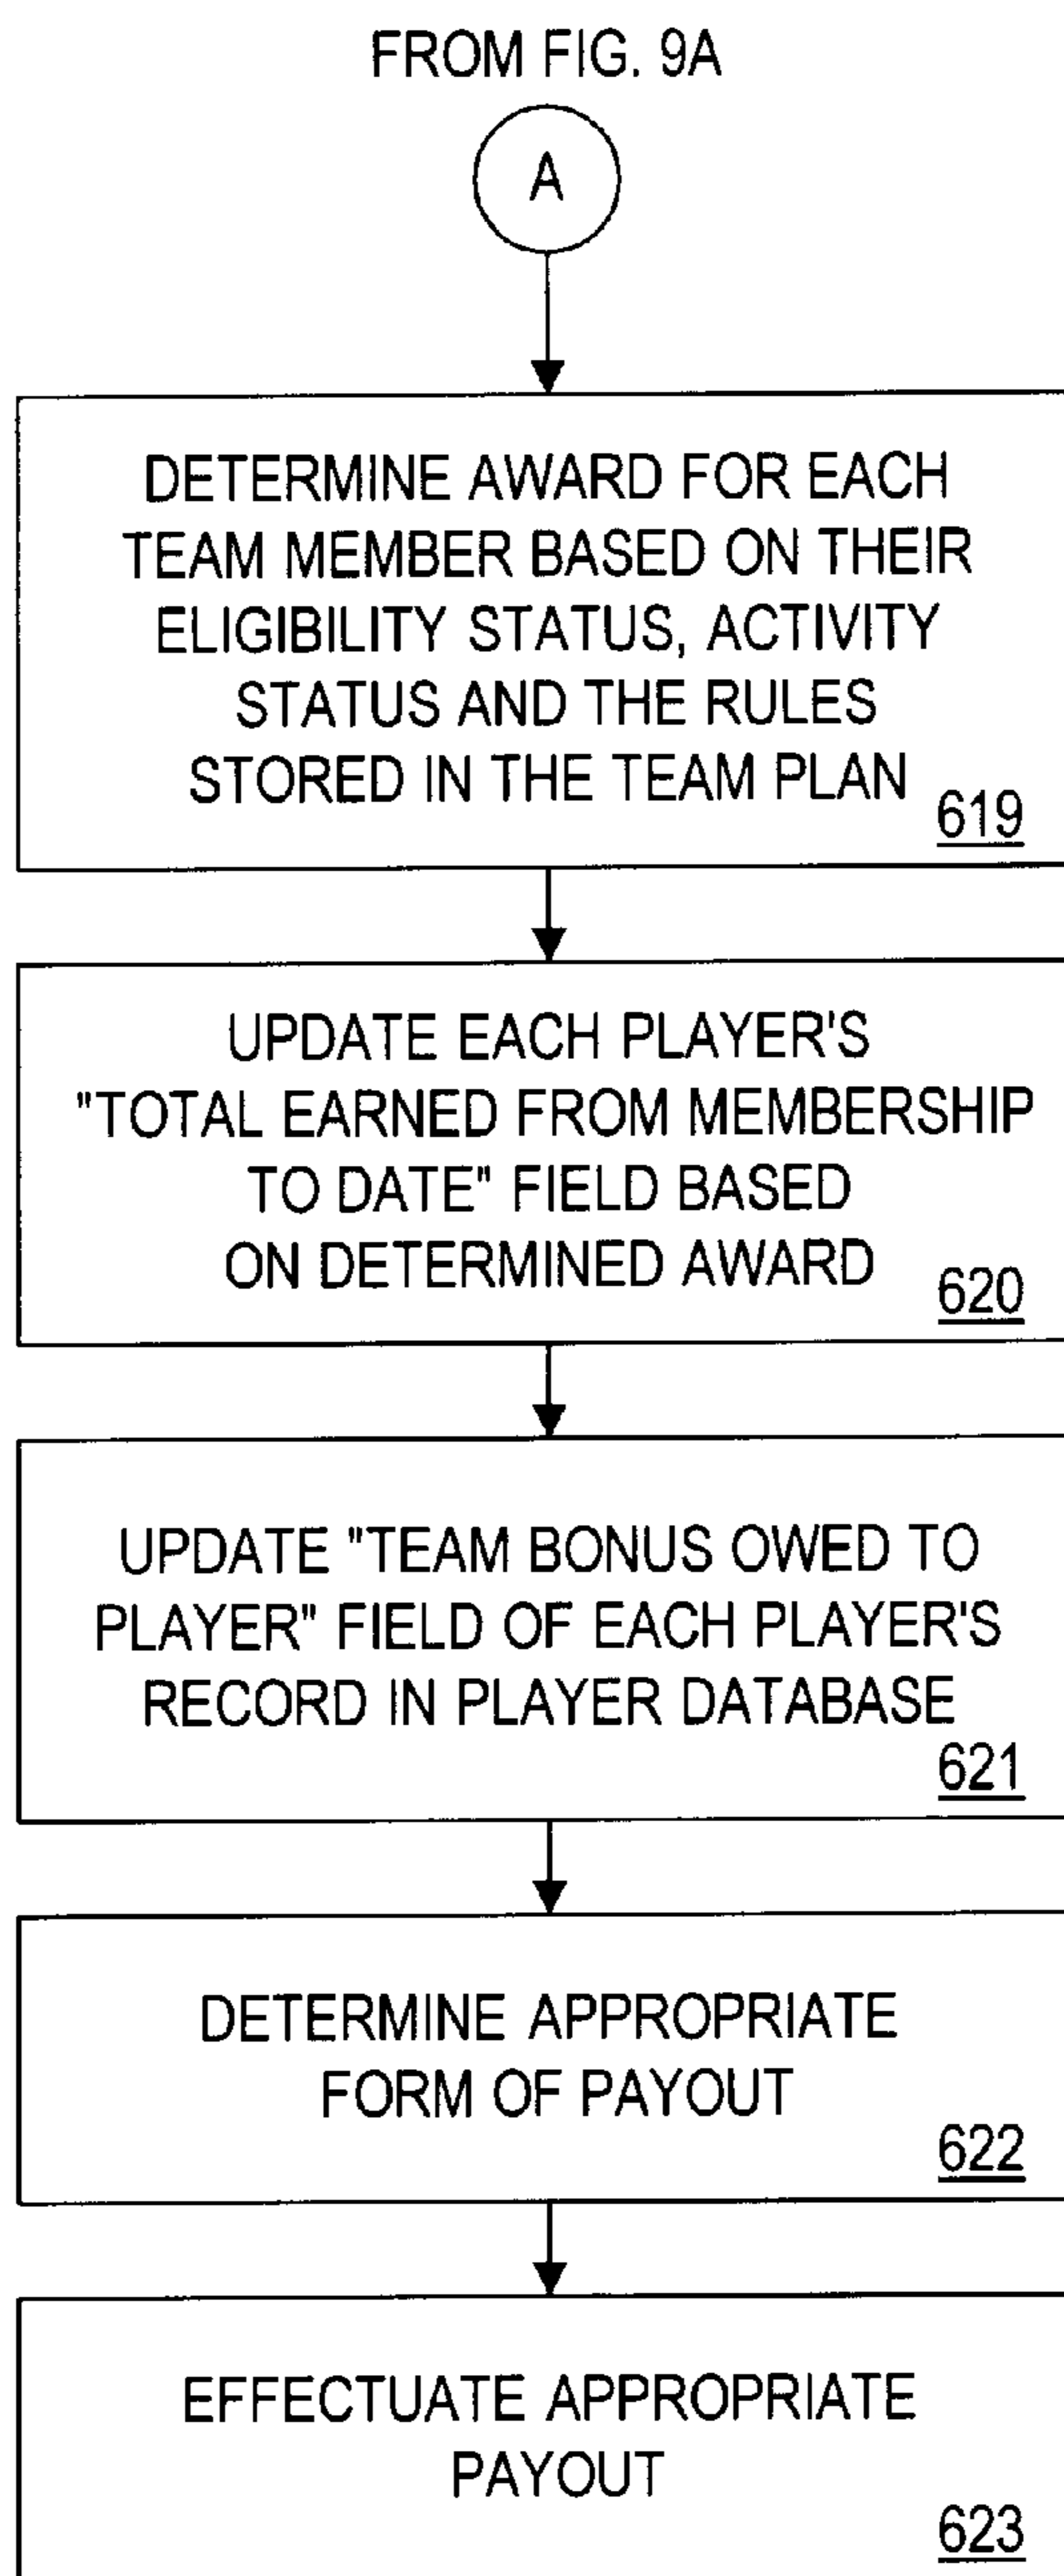 FROM FIG. 9A
A
DETERMINE AWARD FOR EACH
TEAM MEMBER BASED ON THEIR
ELIGIBILITY STATUS, ACTIVITY
STATUS AND THE RULES
STORED IN THE TEAM PLAN
619
UPDATE EACH PLAYER'S
"TOTAL EARNED FROM MEMBERSHIP
TO DATE" FIELD BASED
ON DETERMINED AWARD
620
UPDATE "TEAM BONUS OWED TO
PLAYER" FIELD OF EACH PLAYER'S
RECORD IN PLAYER DATABASE
621
DETERMINE APPROPRIATE
FORM OF PAYOUT
622
EFFECTUATE APPROPRIATE
PAYOUT
623